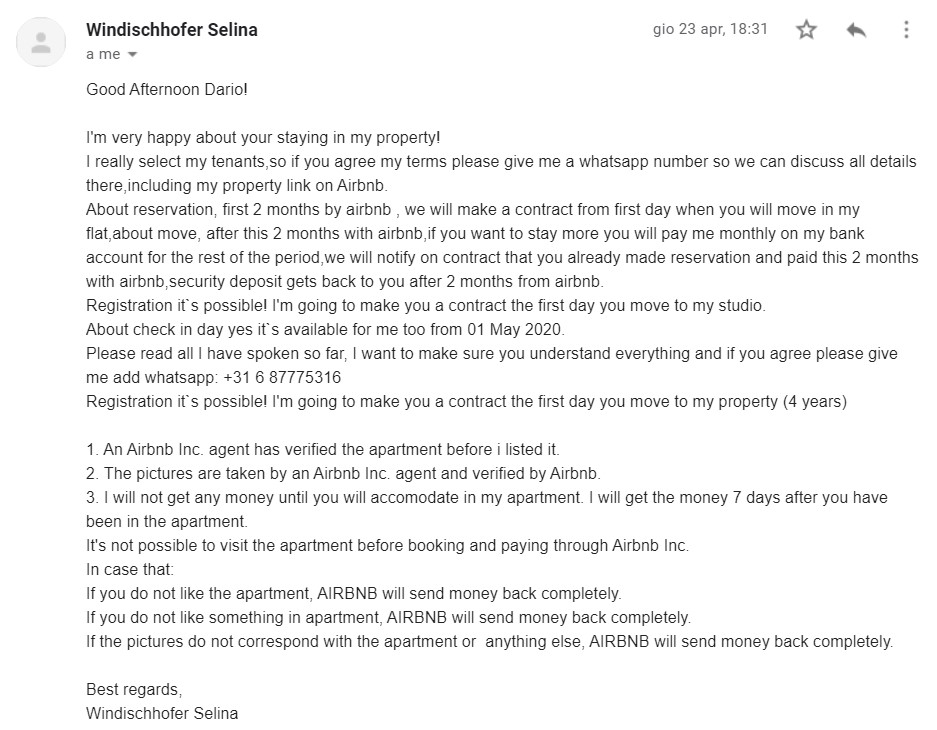 Windischhofer Selina
gio 23 apr, 18:31
a me
Good Afternoon Dario!
I'm very happy about your staying in my property!
I really select my tenants,so if you agree my terms please give me a whatsapp number so we can discuss all details
there,including my property link on Airbnb.
About reservation, first 2 months by airbnb , we will make a contract from first day when you will move in my
flat,about move, after this 2 months with airbnb,if you want to stay more you will pay me monthly on my bank
account for the rest of the period,we will notify on contract that you already made reservation and paid this 2 months
with airbnb,security deposit gets back to you after 2 months from airbnb.
Registration it`s possible! I'm going to make you a contract the first day you move to my studio.
About check in day yes it`s available for me too from 01 May 2020.
Please read all I have spoken so far, I want to make sure you understand everything and if you agree please give
me add whatsapp: +31 6 87775316
Registration it`s possible! I'm going to make you a contract the first day you move to my property (4 years)
1. An Airbnb Inc. agent has verified the apartment before i listed it.
2. The pictures are taken by an Airbnb Inc. agent and verified by Airbnb.
3. I will not get any money until you will accomodate in my apartment. I will get the money 7 days after you have
been in the apartment.
It's not possible to visit the apartment before booking and paying through Airbnb Inc.
In case that:
If you do not like the apartment, AIRBNB will send money back completely.
If you do not like something in apartment, AIRBNB will send money back completely.
If the pictures do not correspond with the apartment or  anything else, AIRBNB will send money back completely.
Best regards,
Windischhofer Selina